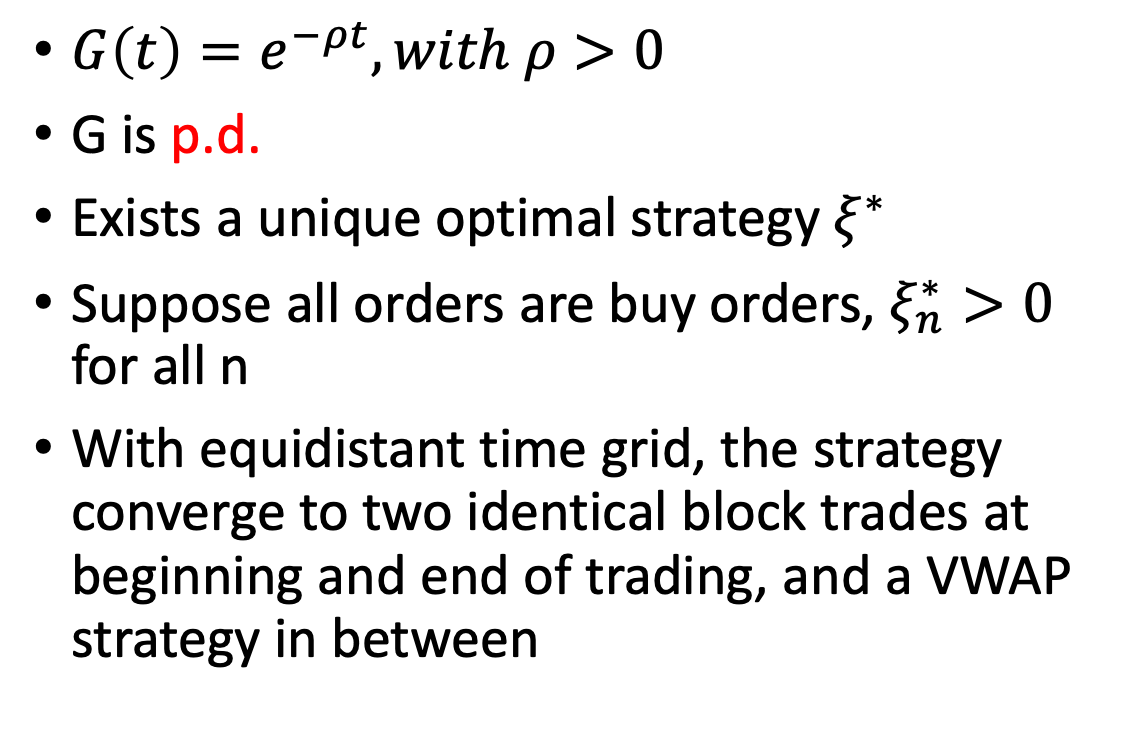 • G(t) = e^{−ρt}, with ρ > 0
• G is p.d.
• Exists a unique optimal strategy ξ*
• Suppose all orders are buy orders, ξ_n^* > 0
for all n
• With equidistant time grid, the strategy
converge to two identical block trades at
beginning and end of trading, and a VWAP
strategy in between